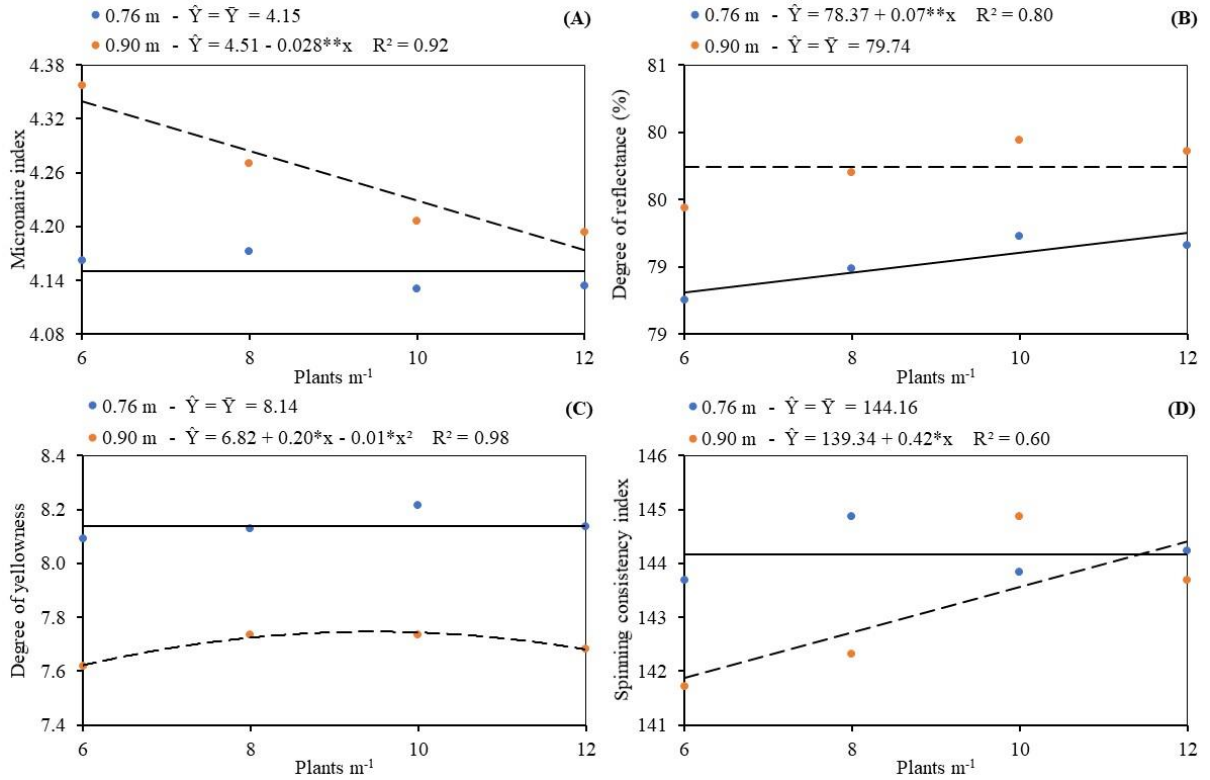 0.76 m - Ŷ = Ȳ = 4.15 (A)
0.90 m - Ŷ = 4.51 - 0.028**x R² = 0.92
4.38
4.32
4.26
4.20
4.14
4.08
Micronaire index
6 8 10 12
Plants m⁻¹
0.76 m - Ŷ = 78.37 + 0.07**x R² = 0.80 (B)
0.90 m - Ŷ = Ȳ = 79.74
81
80
80
79
79
Degree of reflectance (%)
6 8 10 12
Plants m⁻¹
0.76 m - Ŷ = Ȳ = 8.14 (C)
0.90 m - Ŷ = 6.82 + 0.20*x - 0.01*x² R² = 0.98
8.4
8.2
8.0
7.8
7.6
7.4
Degree of yellowness
6 8 10 12
Plants m⁻¹
0.76 m - Ŷ = Ȳ = 144.16 (D)
0.90 m - Ŷ = 139.34 + 0.42*x R² = 0.60
146
145
144
143
142
141
Spinning consistency index
6 8 10 12
Plants m⁻¹